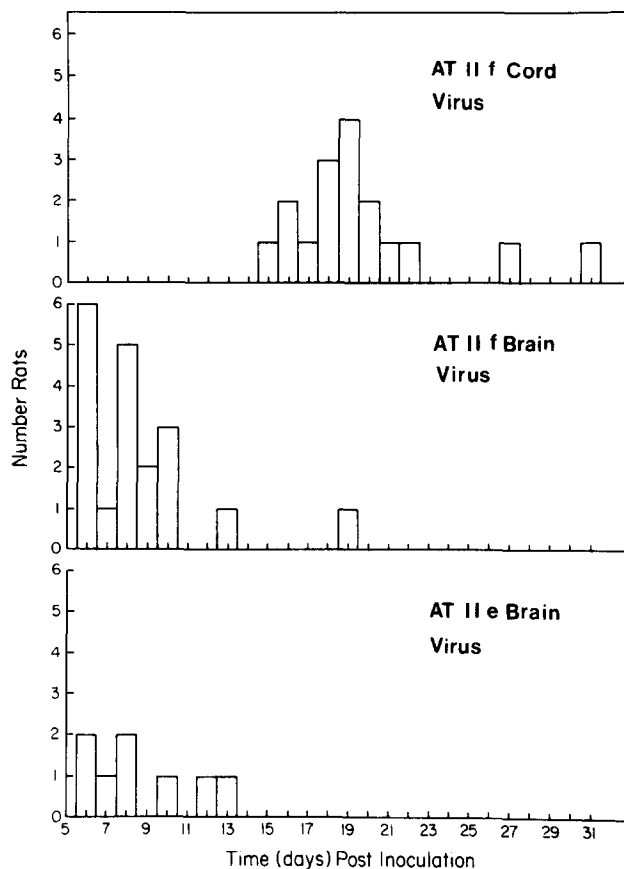 6
5
4
3
2
1
0
AT II f Cord
Virus
Number Rats
6
5
4
3
2
1
0
AT II f Brain
Virus
6
5
4
3
2
1
0
AT II e Brain
Virus
5 7 9 11 13 15 17 19 21 23 25 27 29 31
Time (days) Post Inoculation